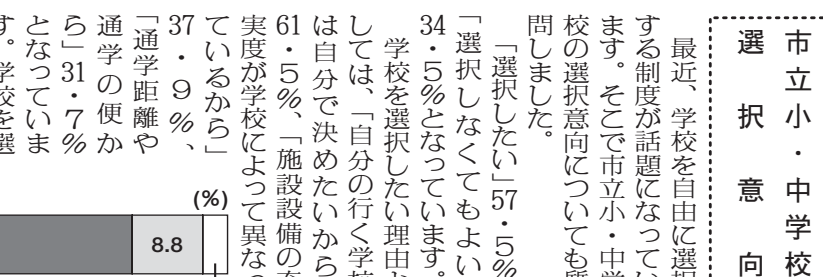 市立小・中学校
選択意向
最近、学校を自由に選択
する制度が話題になってい
ます。そこで市立小・中学
校の選択意向についても質
問しました。
「選択したい」57・5%
「選択しなくてもよい」
34・5%となっています。
学校を選択したい理由と
しては、「自分の行く学校
は自分で決めたいから
61・5%、「施設設備の充
実度が学校によって異なっ
ているから」
37・9%、
「通学距離や
通学の便か
ら」31・7%
となっていま
す。学校を選
(%)
8.8